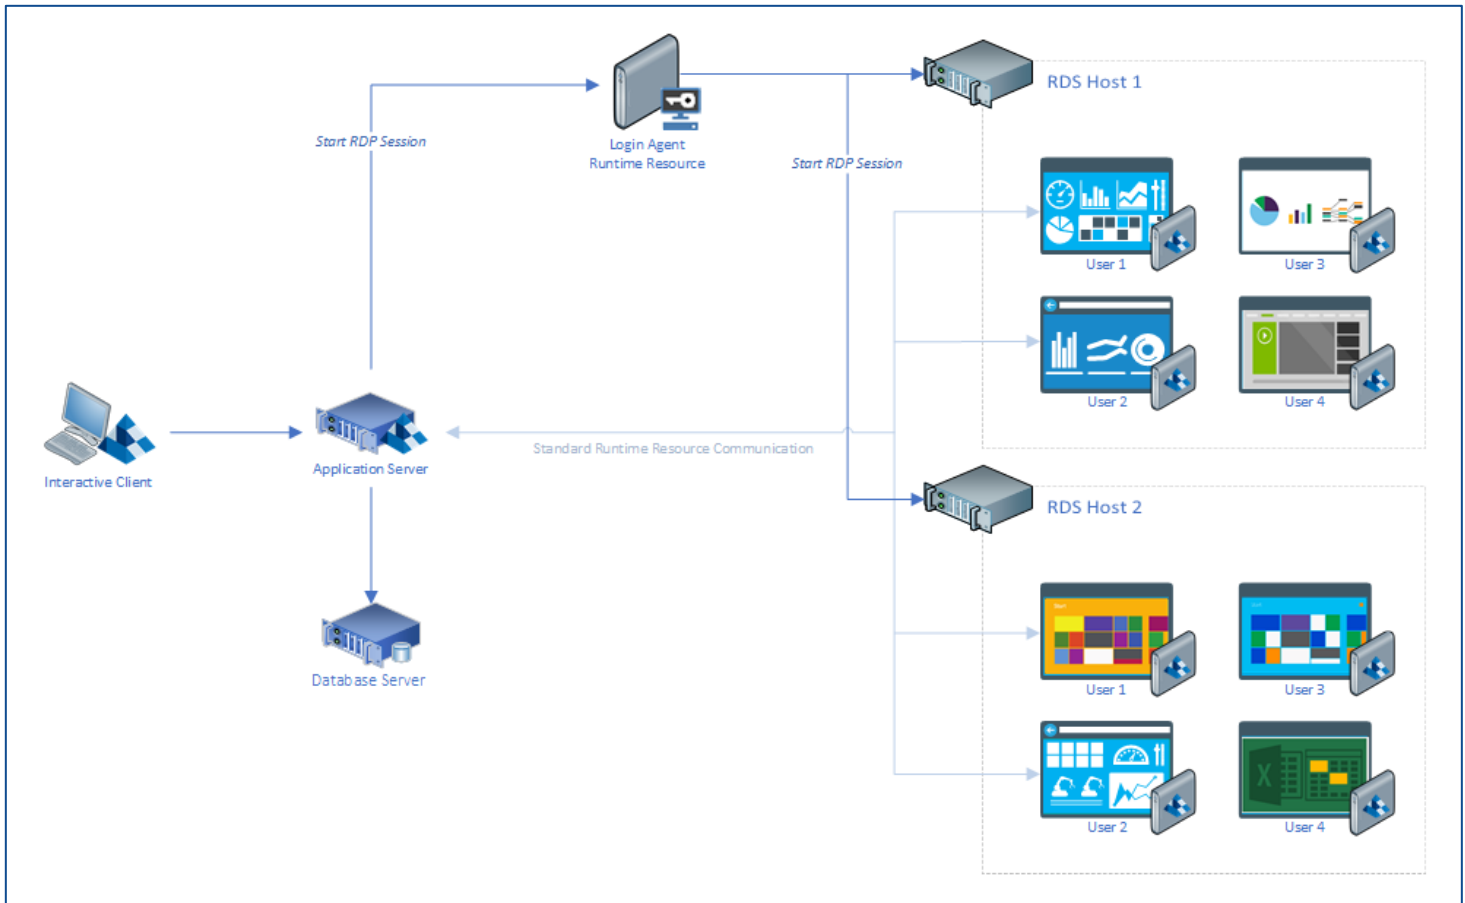 RDS Host 1
Start RDP Session
Login Agent
Runtime Resource
Start RDP Session
User 1
User 3
User 2
User 4
Standard Runtime Resource Communication
Application Server
Interactive Client
RDS Host 2
Start
Database Server
User 1
User 3
X
User 2
User 4